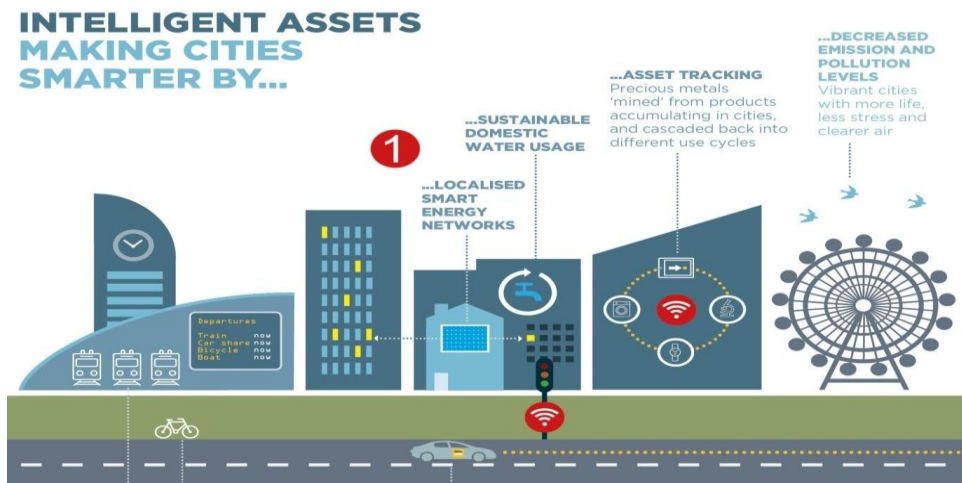 INTELLIGENT ASSETS
MAKING CITIES
SMARTER BY...
1
...LOCALISED
SMART
ENERGY
NETWORKS
...SUSTAINABLE
DOMESTIC
WATER USAGE
...ASSET TRACKING
Precious metals
'mined' from products
accumulating in cities,
and cascaded back into
different use cycles
...DECREASED
EMISSION AND
POLLUTION
LEVELS
Vibrant cities
with more life,
less stress and
clearer air
Departures
Train now
Car share now
Bicycle now
Boat now